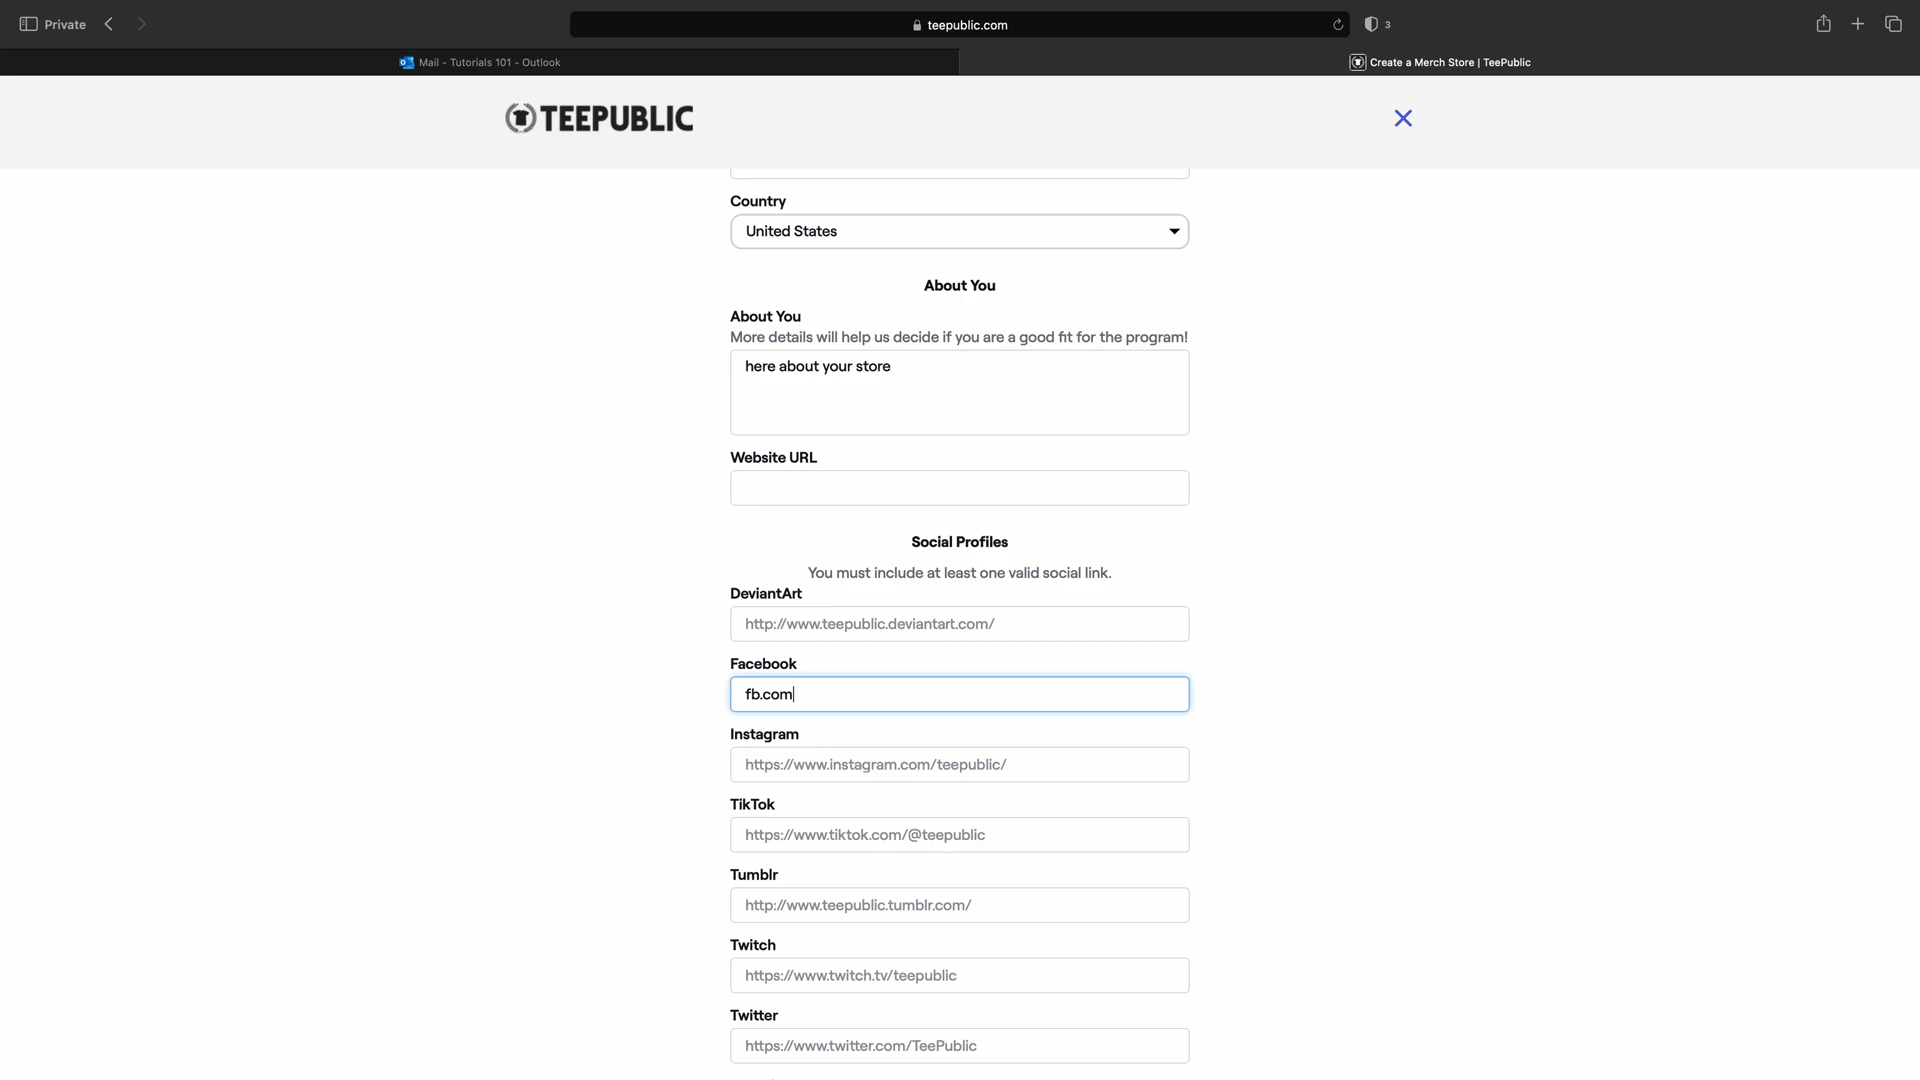 Private
teepublic.com
3
Mail - Tutorials 101 - Outlook
Create a Merch Store | TeePublic
TEEPUBLIC
Country
United States
About You
About You
More details will help us decide if you are a good fit for the program!
here about your store
Website URL
Social Profiles
You must include at least one valid social link.
DeviantArt
http://www.teepublic.deviantart.com/
Facebook
fb.com
Instagram
https://www.instagram.com/teepublic/
TikTok
https://www.tiktok.com/@teepublic
Tumblr
http://www.teepublic.tumblr.com/
Twitch
https://www.twitch.tv/teepublic
Twitter
https://www.twitter.com/TeePublic